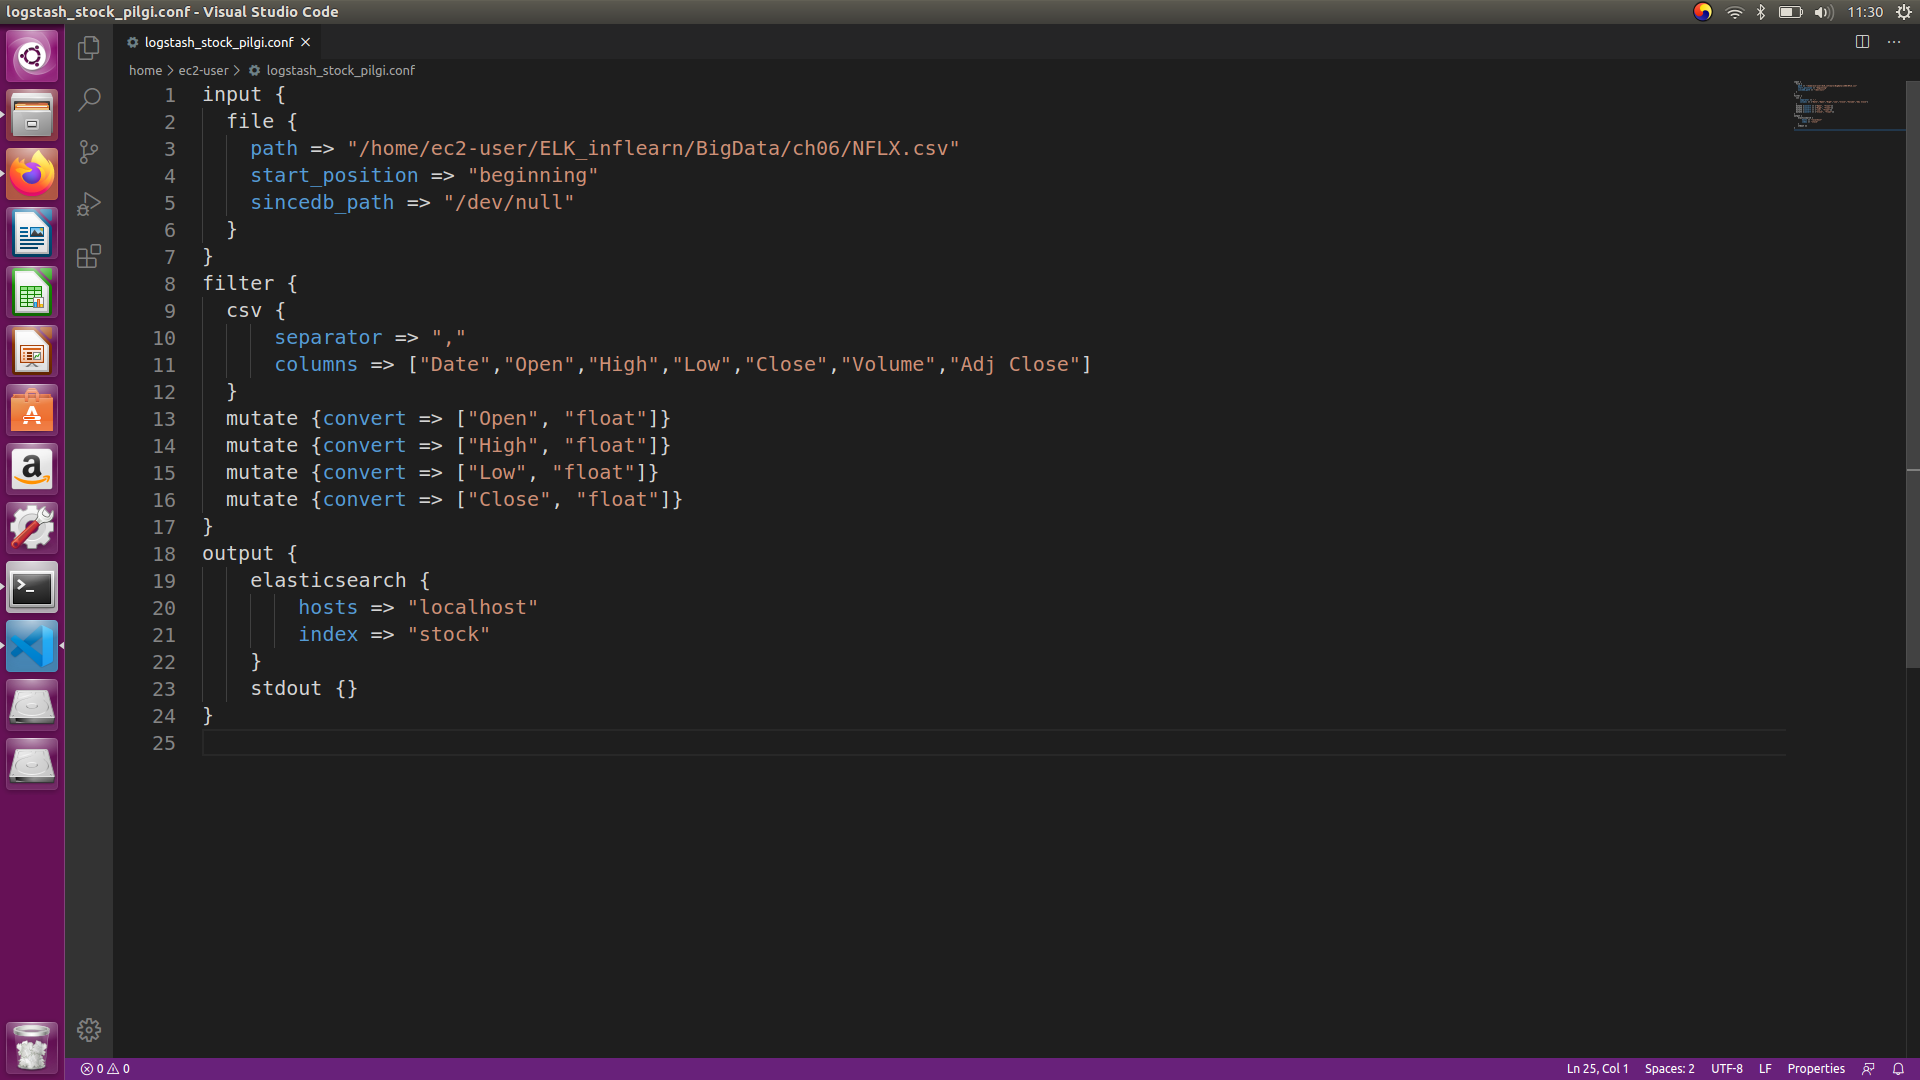 logstash_stock_pilgi.conf - Visual Studio Code
11:30
logstash_stock_pilgi.conf
home
ec2-user
logstash_stock_pilgi.conf
1 input {
2   file {
3     path => "/home/ec2-user/ELK_inflearn/BigData/ch06/NFLX.csv"
4     start_position => "beginning"
5     sincedb_path => "/dev/null"
6   }
7 }
8 filter {
9   csv {
10       separator => ","
11       columns => ["Date","Open","High","Low","Close","Volume","Adj Close"]
12   }
13   mutate {convert => ["Open", "float"]}
14   mutate {convert => ["High", "float"]}
15   mutate {convert => ["Low", "float"]}
16   mutate {convert => ["Close", "float"]}
17 }
18 output {
19     elasticsearch {
20         hosts => "localhost"
21         index => "stock"
22     }
23     stdout {}
24 }
25
0 0 Ln 25, Col 1 Spaces: 2 UTF-8 LF Properties